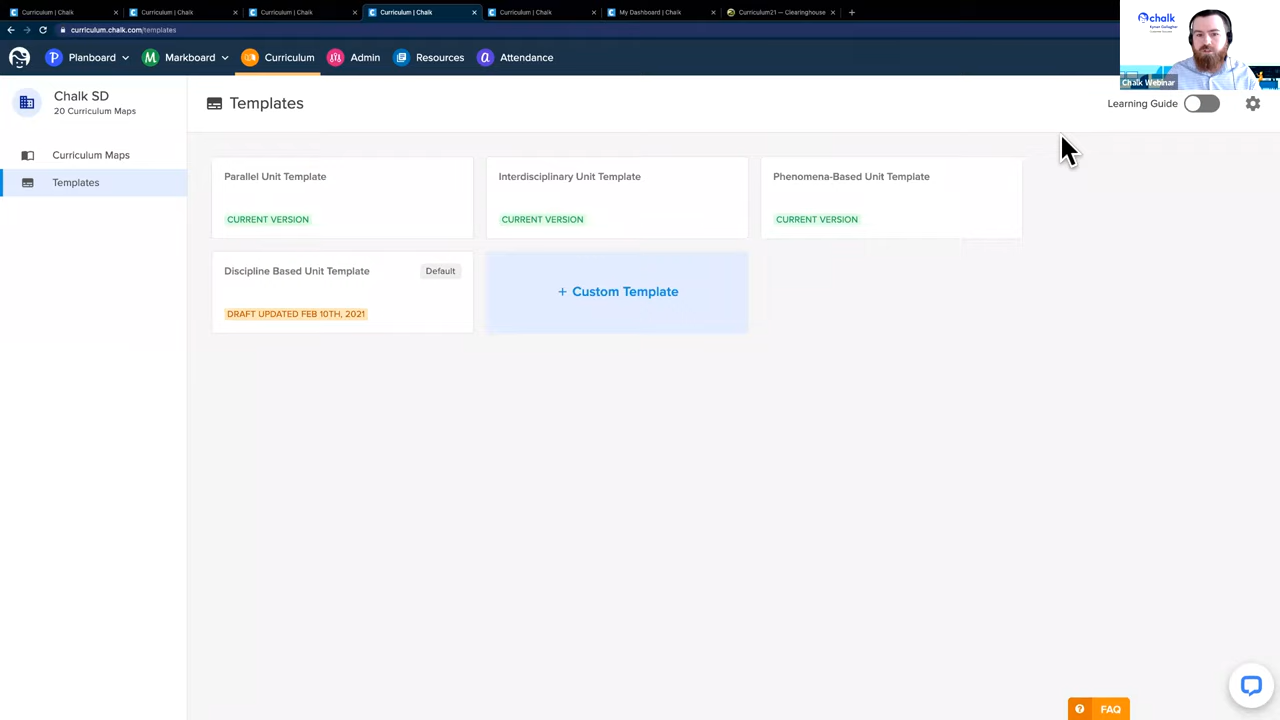 Curriculum | Chalk
Curriculum | Chalk
Curriculum | Chalk
Curriculum | Chalk
Curriculum | Chalk
My Dashboard | Chalk
Curriculum21 — Clearinghouse
curriculum.chalk.com/templates
Planboard
Markboard
Curriculum
Admin
Resources
Attendance
chalk
Chalk Webinar
Chalk SD
20 Curriculum Maps
Templates
Learning Guide
Curriculum Maps
Templates
Parallel Unit Template
CURRENT VERSION
Interdisciplinary Unit Template
CURRENT VERSION
Phenomena-Based Unit Template
CURRENT VERSION
Discipline Based Unit Template
Default
DRAFT UPDATED FEB 10TH, 2021
+ Custom Template
? FAQ